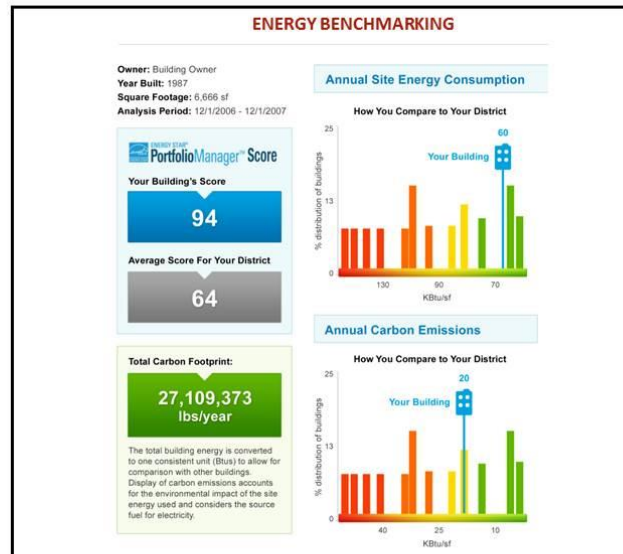 ENERGY BENCHMARKING
Owner: Building Owner
Year Built: 1987
Square Footage: 6,666 sf
Analysis Period: 12/1/2006 - 12/1/2007
ENERGY STAR®
PortfolioManager™ Score
Your Building's Score
94
Average Score For Your District
64
Total Carbon Footprint:
27,109,373
lbs/year
The total building energy is converted
to one consistent unit (Btus) to allow for
comparison with other buildings.
Display of carbon emissions accounts
for the environmental impact of the site
energy used and considers the source
fuel for electricity.
Annual Site Energy Consumption
How You Compare to Your District
25
60
Your Building
13
% distribution of buildings
0
130 90 70
KBtu/sf
Annual Carbon Emissions
How You Compare to Your District
25
20
Your Building
13
% distribution of buildings
0
40 25 10
KBtu/sf